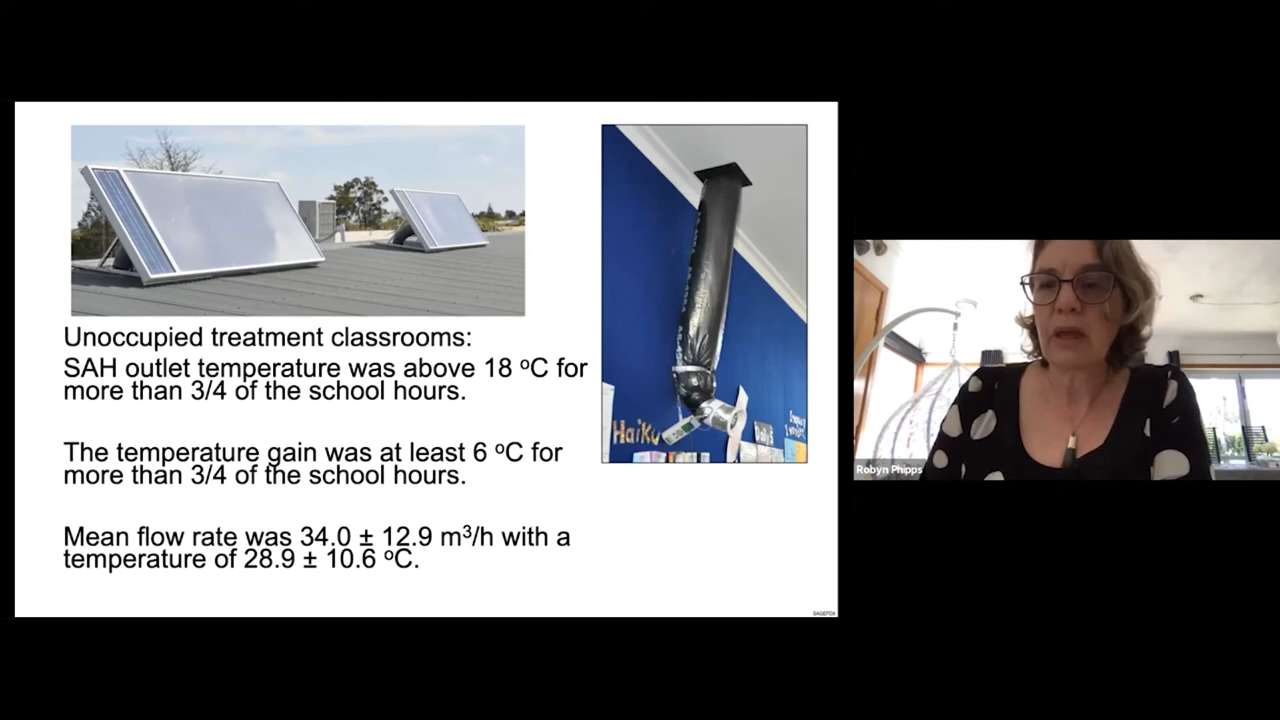 Unoccupied treatment classrooms:
SAH outlet temperature was above 18 ºC for
more than 3/4 of the school hours.
The temperature gain was at least 6 ºC for
more than 3/4 of the school hours.
Mean flow rate was 34.0 ± 12.9 m³/h with a
temperature of 28.9 ± 10.6 ºC.
Haiku
Robyn Phipps